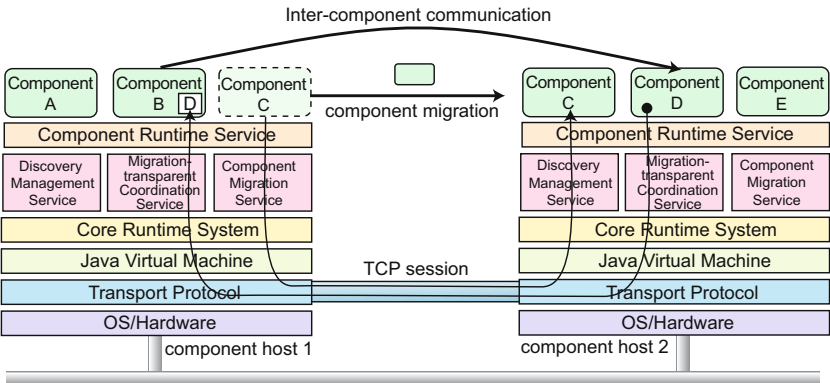 Inter-component communication
Component
A
Component
B D
Component
C
component migration
Component
C
Component
D
Component
E
Component Runtime Service
Discovery
Management
Service
Migration-
transparent
Coordination
Service
Component
Migration
Service
Core Runtime System
Java Virtual Machine
Transport Protocol
OS/Hardware
component host 1
TCP session
Component Runtime Service
Discovery
Management
Service
Migration-
transparent
Coordination
Service
Component
Migration
Service
Core Runtime System
Java Virtual Machine
Transport Protocol
OS/Hardware
component host 2